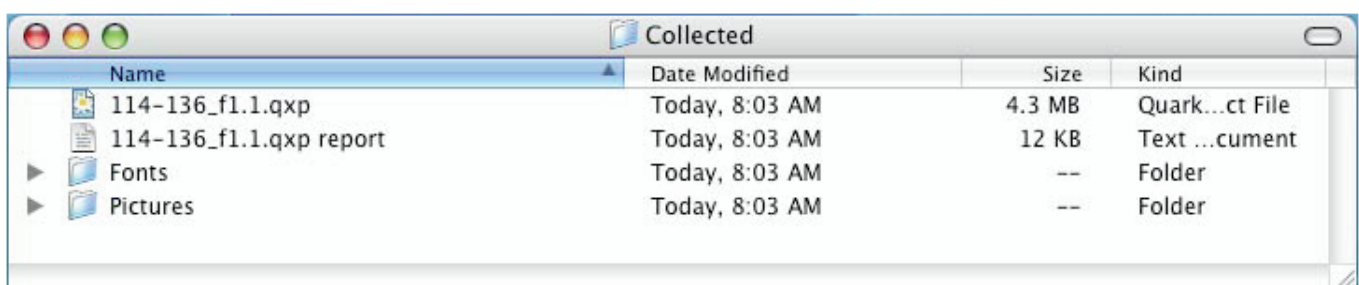 Collected
Name Date Modified Size Kind
114-136_f1.1.qxp Today, 8:03 AM 4.3 MB Quark...ct File
114-136_f1.1.qxp report Today, 8:03 AM 12 KB Text ...cument
Fonts Today, 8:03 AM -- Folder
Pictures Today, 8:03 AM -- Folder